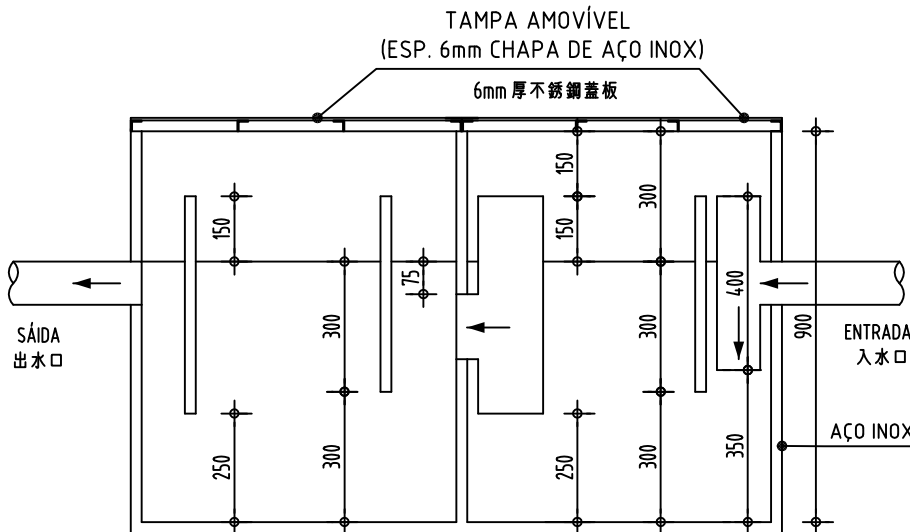 TAMPA AMOVÍVEL
(ESP. 6mm CHAPA DE AÇO INOX)
6mm 厚不銹鋼蓋板
150
300
150
150
75
400
300
300
900
SÁIDA
出水口
ENTRADA
入水口
AÇO INOX
250
300
250
300
350